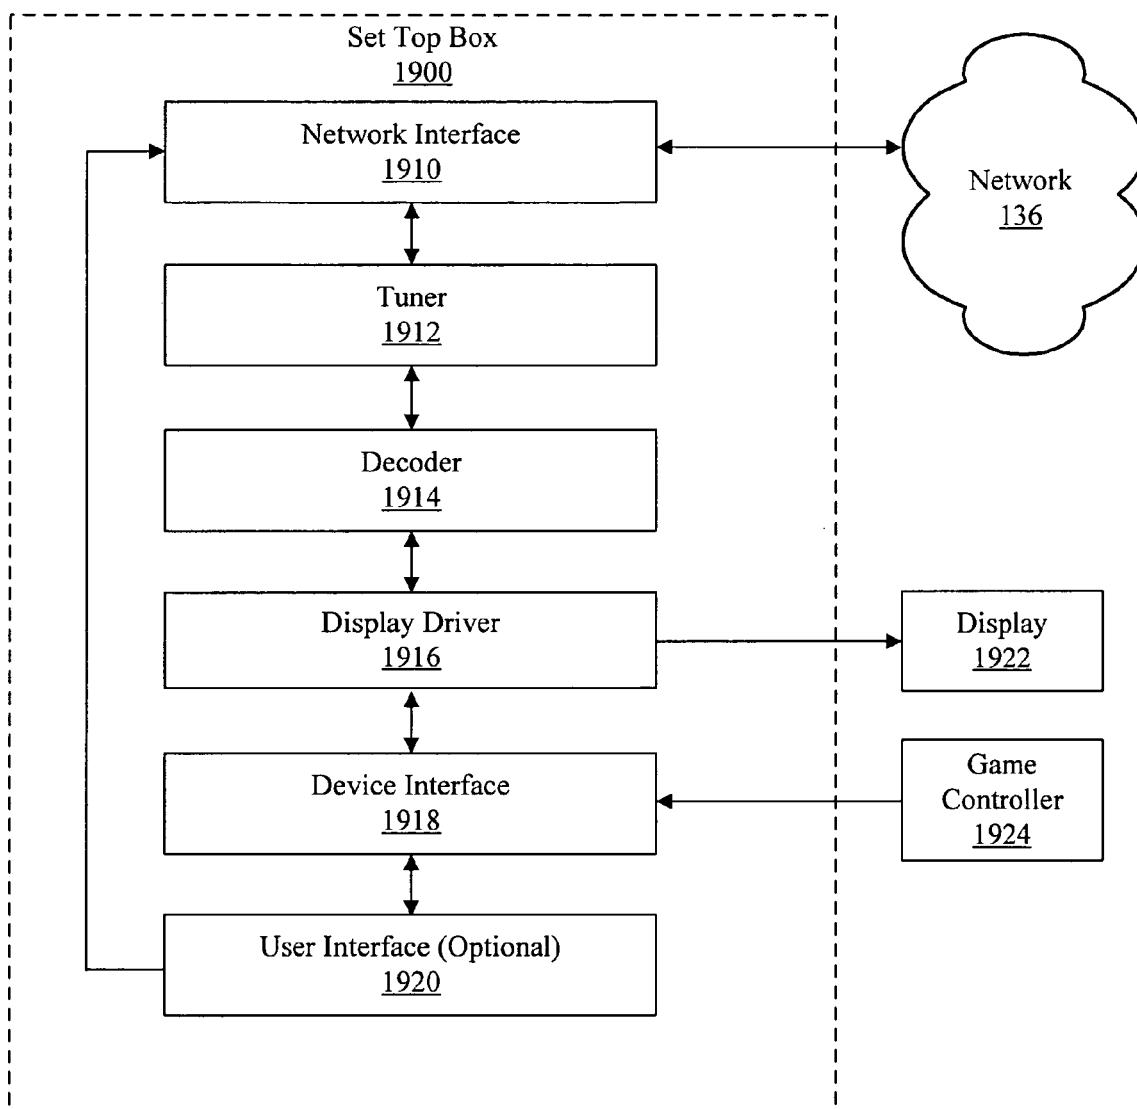 Set Top Box
1900
Network Interface
1910
Network
136
Tuner
1912
Decoder
1914
Display Driver
1916
Display
1922
Device Interface
1918
Game
Controller
1924
User Interface (Optional)
1920